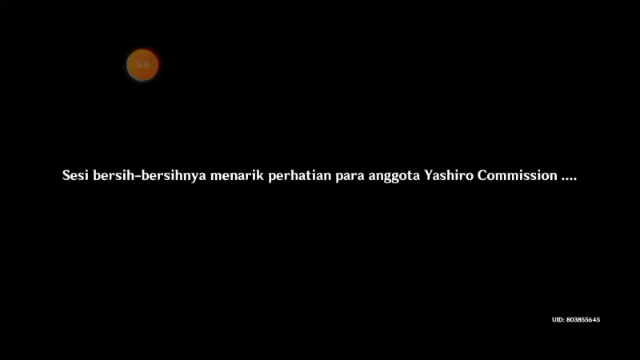 Sesi bersih-bersihnya menarik perhatian para anggota Yashiro Commission ....
UID: 803855645